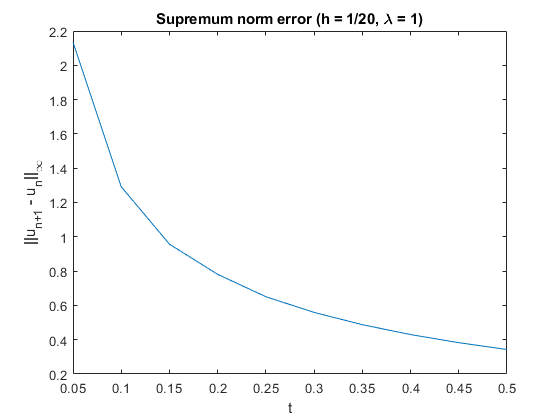 Supremum norm error (h = 1/20, λ = 1)
2.2
2
1.8
1.6
1.4
1.2
1
0.8
0.6
0.4
0.2
||u_{n+1} - u_n||_∞
0.05 0.1 0.15 0.2 0.25 0.3 0.35 0.4 0.45 0.5
t